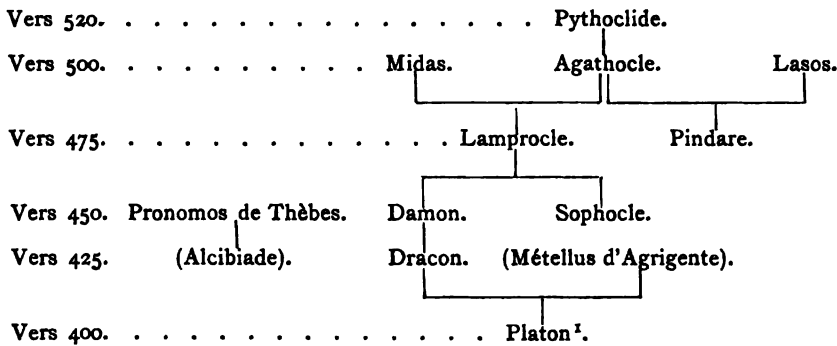 Vers 520. . . . . . . . . . . . . . . . . Pythoclide.
Vers 500. . . . . . . . . . . Midas. Agathocle. Lasos.
Vers 475. . . . . . . . . . . . . Lamprocle. Pindare.
Vers 450. Pronomos de Thèbes. Damon. Sophocle.
Vers 425. (Alcibiade). Dracon. (Métellus d'Agrigente).
Vers 400. . . . . . . . . . . . . . . Platon¹.